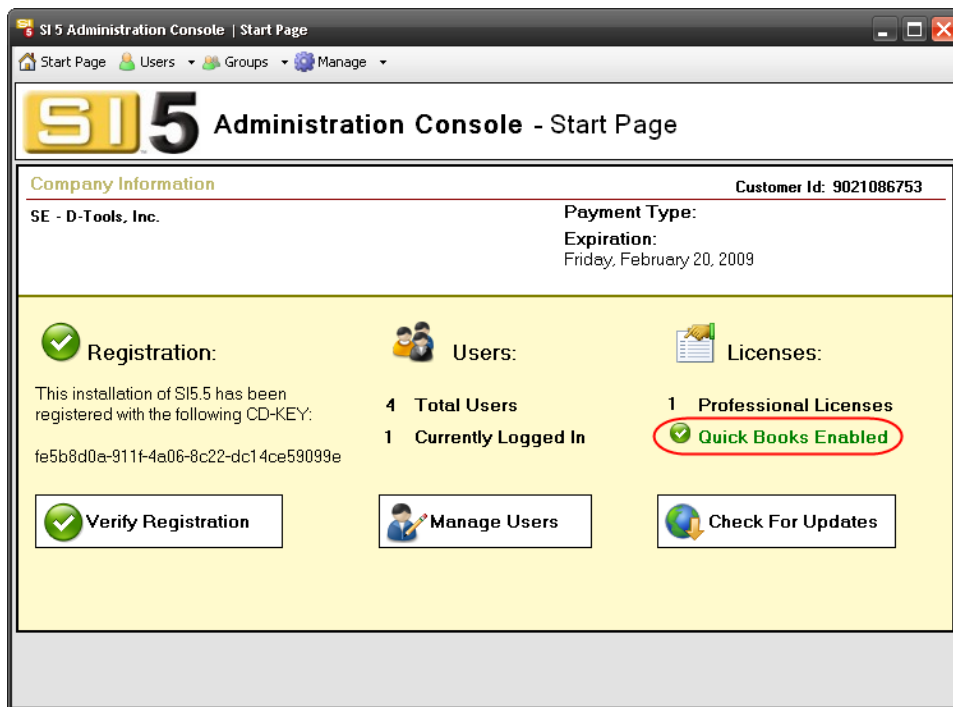 SI 5 Administration Console | Start Page
Start Page Users Groups Manage
SI5 Administration Console - Start Page
Company Information
Customer Id: 9021086753
SE - D-Tools, Inc.
Payment Type:
Expiration:
Friday, February 20, 2009
Registration:
This installation of SI5.5 has been
registered with the following CD-KEY:
fe5b8d0a-911f-4a06-8c22-dc14ce59099e
Verify Registration
Users:
4 Total Users
1 Currently Logged In
Manage Users
Licenses:
1 Professional Licenses
Quick Books Enabled
Check For Updates